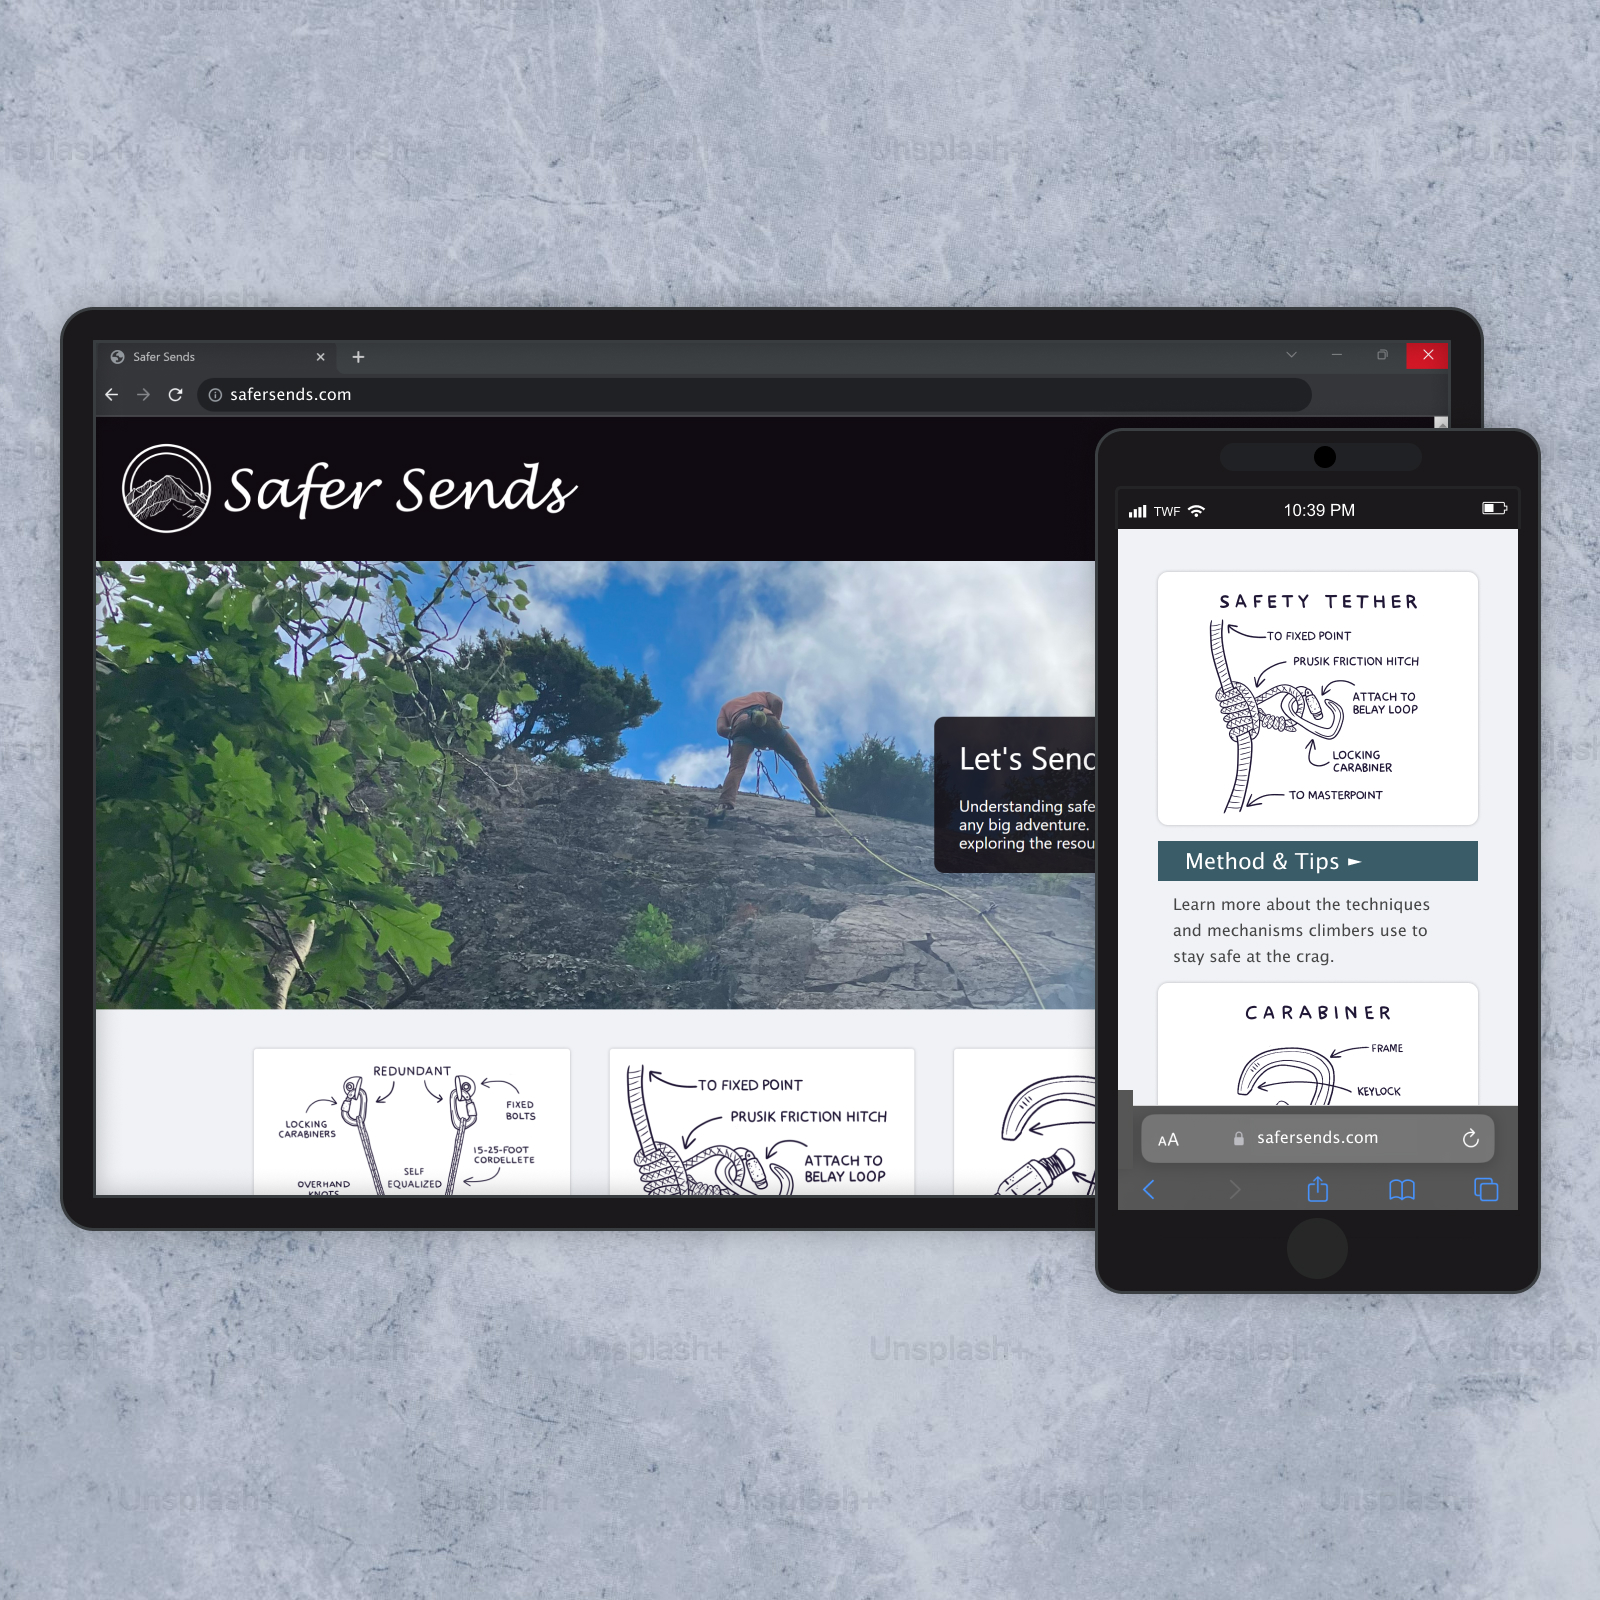 Safer Sends
safersends.com
Safer Sends
Let's Send
Understanding safe
any big adventure.
exploring the resou
REDUNDANT
LOCKING
CARABINERS
FIXED
BOLTS
15-25-FOOT
CORDELLETE
SELF
EQUALIZED
OVERHAND
KNOTS
TO FIXED POINT
PRUSIK FRICTION HITCH
ATTACH TO
BELAY LOOP
TWF
10:39 PM
SAFETY TETHER
TO FIXED POINT
PRUSIK FRICTION HITCH
ATTACH TO
BELAY LOOP
LOCKING
CARABINER
TO MASTERPOINT
Method & Tips ►
Learn more about the techniques
and mechanisms climbers use to
stay safe at the crag.
CARABINER
FRAME
KEYLOCK
AA
safersends.com
Unsplash+